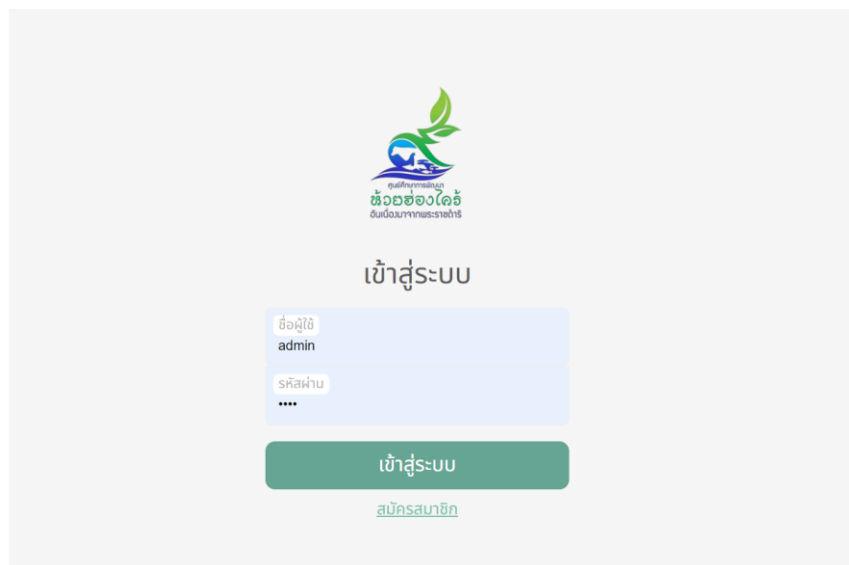 ศูนย์ศึกษาการพัฒนา
ห้วยฮ่องไคร้
อันเนื่องมาจากพระราชดำริ
เข้าสู่ระบบ
ชื่อผู้ใช้
admin
รหัสผ่าน
••••
เข้าสู่ระบบ
สมัครสมาชิก